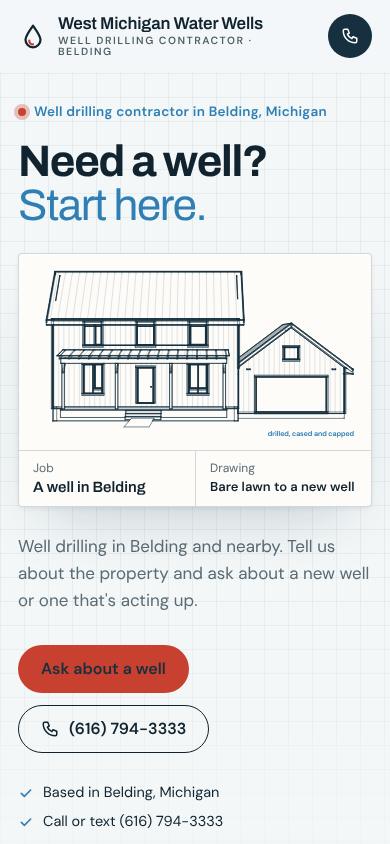 West Michigan Water Wells
WELL DRILLING CONTRACTOR ·
BELDING
Well drilling contractor in Belding, Michigan
Need a well?
Start here.
drilled, cased and capped
Job
A well in Belding
Drawing
Bare lawn to a new well
Well drilling in Belding and nearby. Tell us
about the property and ask about a new well
or one that's acting up.
Ask about a well
(616) 794-3333
Based in Belding, Michigan
Call or text (616) 794-3333